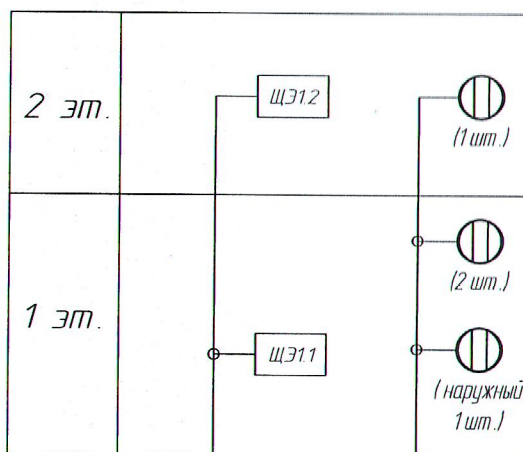 2 эт.
ЩЭ1.2
(1 шт.)
(2 шт.)
1 эт.
ЩЭ1.1
(наружный
1 шт.)